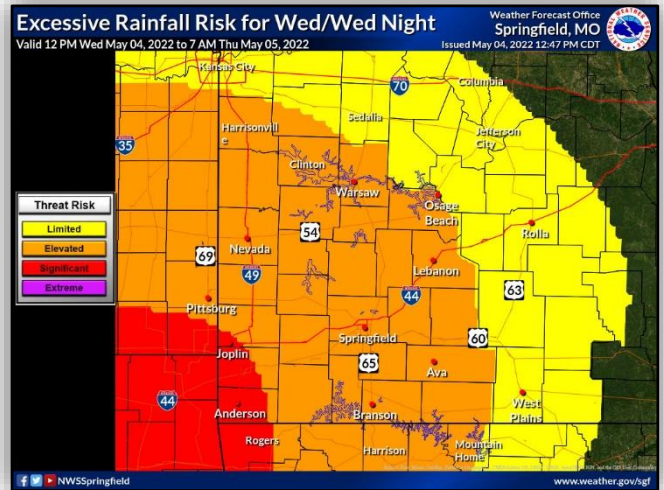 Excessive Rainfall Risk for Wed/Wed Night
Valid 12 PM Wed May 04, 2022 to 7 AM Thu May 05, 2022
Weather Forecast Office
Springfield, MO
Issued May 04, 2022 12:47 PM CDT
Kansas City
70
Columbia
Sedalia
Harrisonvill
e
Jefferson
City
35
Clinton
Warsaw
Osage
Beach
Threat Risk
Limited
Elevated
Significant
Extreme
54
Rolla
Nevada
69
49
Lebanon
44
63
Pittsburg
Springfield
60
Joplin
65
Ava
44
Anderson
Branson
West
Plains
Rogers
Harrison
Mountain
Home
NWSSpringfield
www.weather.gov/sgf